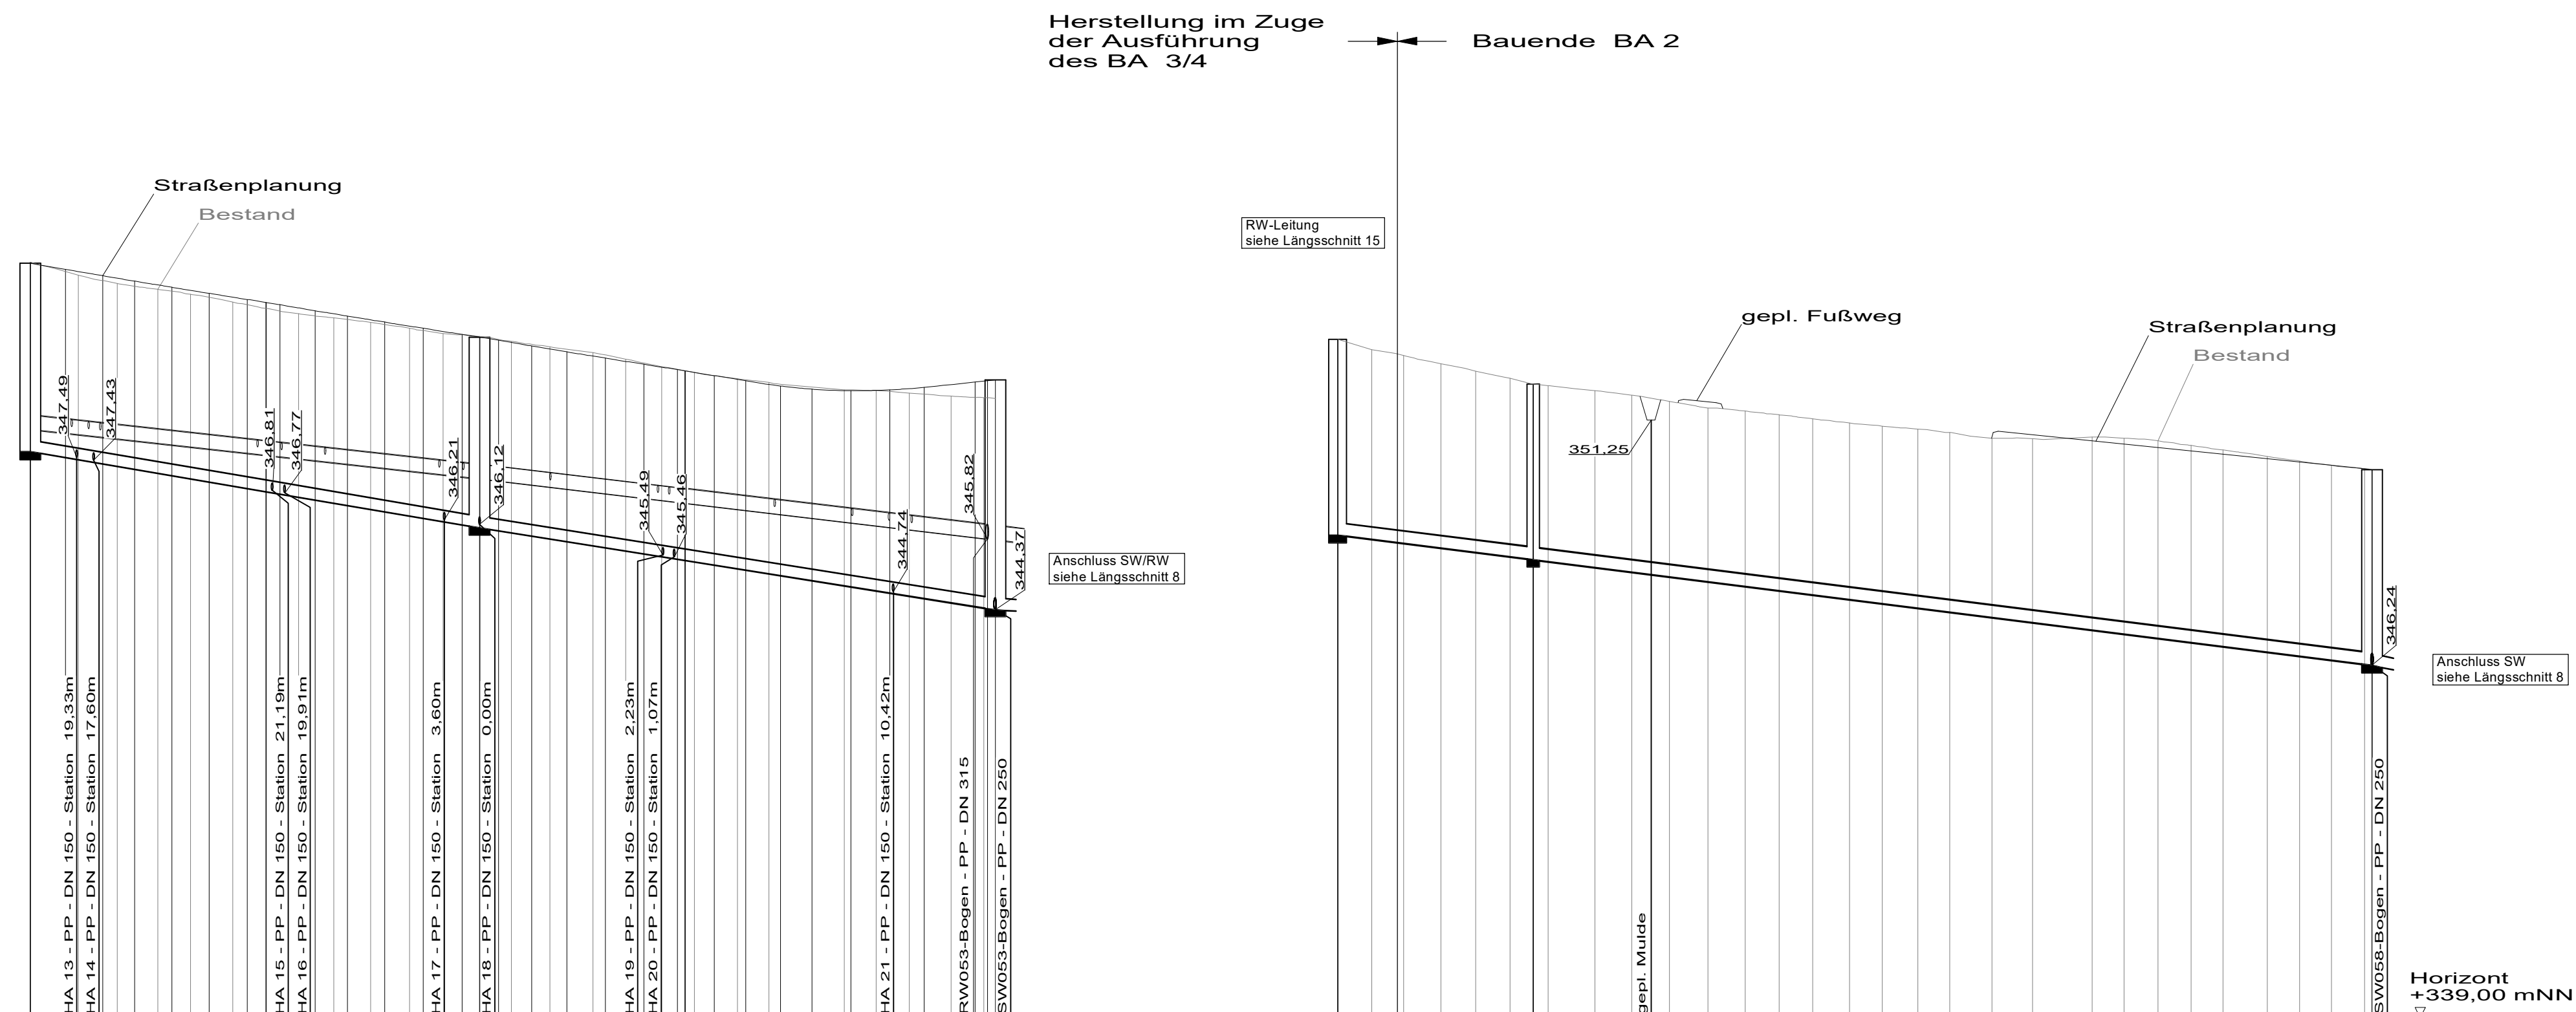 Herstellung im Zuge
der Ausführung
des BA 3/4
Bauende BA 2
Straßenplanung
Bestand
RW-Leitung
siehe Längsschnitt 15
gepl. Fußweg
Straßenplanung
Bestand
347,49
347,43
346,81
346,77
346,21
346,12
345,49
345,46
344,74
345,82
344,37
351,25
346,24
Anschluss SW/RW
siehe Längsschnitt 8
Anschluss SW
siehe Längsschnitt 8
HA 13 - PP - DN 150 - Station 19,33m
HA 14 - PP - DN 150 - Station 17,60m
HA 15 - PP - DN 150 - Station 21,19m
HA 16 - PP - DN 150 - Station 19,91m
HA 17 - PP - DN 150 - Station 3,60m
HA 18 - PP - DN 150 - Station 0,00m
HA 19 - PP - DN 150 - Station 2,23m
HA 20 - PP - DN 150 - Station 1,07m
HA 21 - PP - DN 150 - Station 10,42m
RW053-Bogen - PP - DN 315
SW053-Bogen - PP - DN 250
gepl. Mulde
SW058-Bogen - PP - DN 250
Horizont
+339,00 mNN